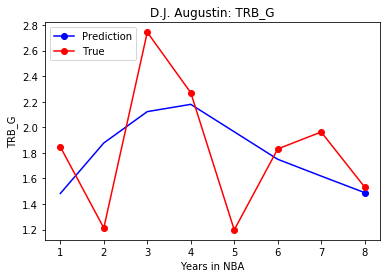 D.J. Augustin: TRB_G
Prediction
True
TRB_G
2.8
2.6
2.4
2.2
2.0
1.8
1.6
1.4
1.2
1 2 3 4 5 6 7 8
Years in NBA